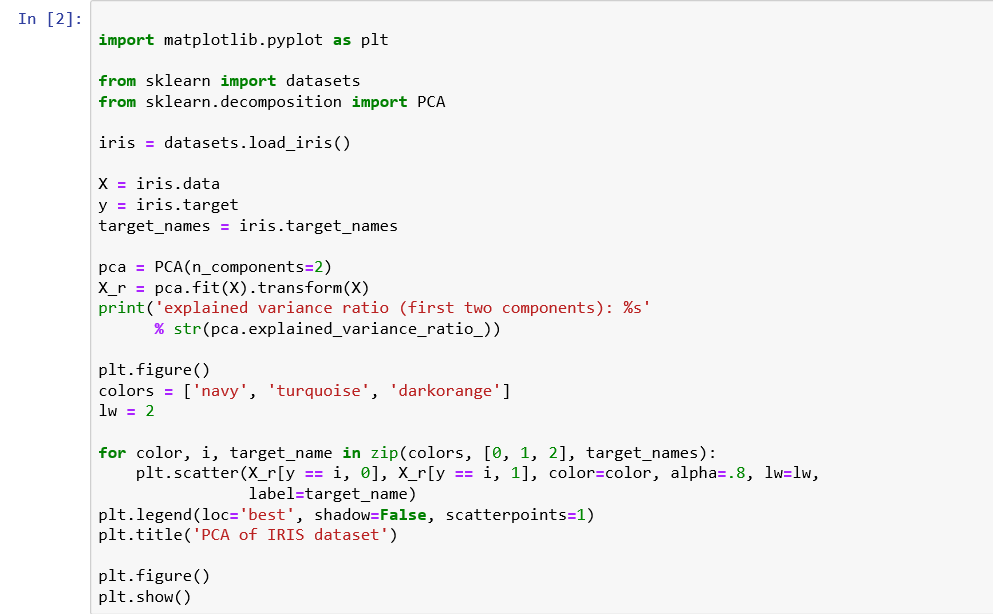 In [2]:
import matplotlib.pyplot as plt
from sklearn import datasets
from sklearn.decomposition import PCA
iris = datasets.load_iris()
X = iris.data
y = iris.target
target_names = iris.target_names
pca = PCA(n_components=2)
X_r = pca.fit(X).transform(X)
print('explained variance ratio (first two components): %s'
      % str(pca.explained_variance_ratio_))
plt.figure()
colors = ['navy', 'turquoise', 'darkorange']
lw = 2
for color, i, target_name in zip(colors, [0, 1, 2], target_names):
    plt.scatter(X_r[y == i, 0], X_r[y == i, 1], color=color, alpha=.8, lw=lw,
                label=target_name)
plt.legend(loc='best', shadow=False, scatterpoints=1)
plt.title('PCA of IRIS dataset')
plt.figure()
plt.show()